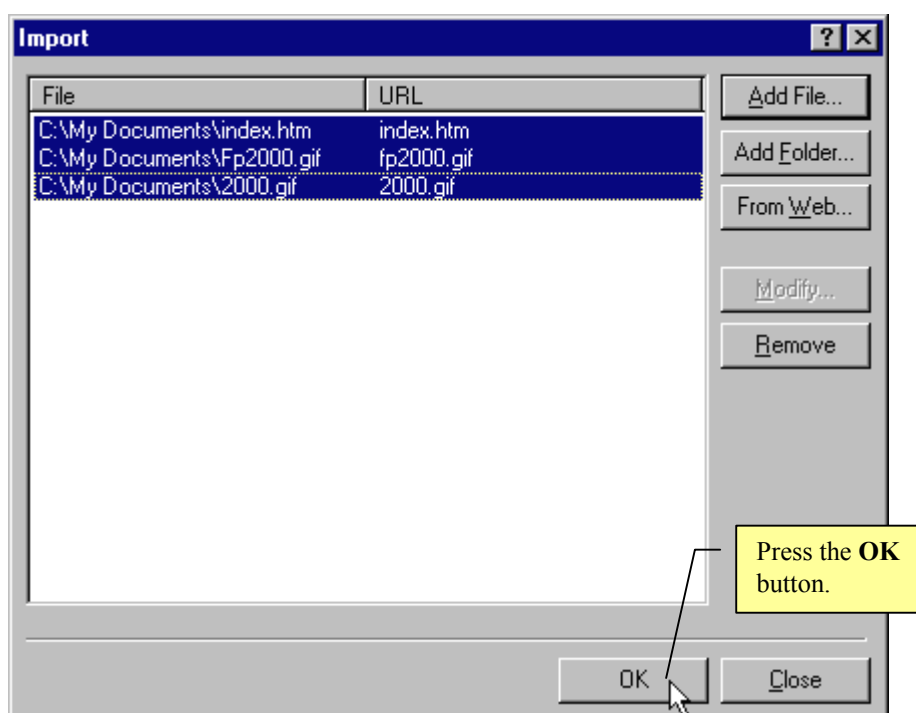 Import
File URL
C:\My Documents\index.htm index.htm
C:\My Documents\Fp2000.gif fp2000.gif
C:\My Documents\2000.gif 2000.gif
Add File...
Add Folder...
From Web...
Modify...
Remove
Press the OK
button.
OK Close